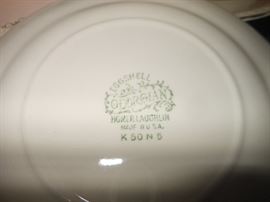 EGGSHELL
GEORGIAN
HOMER LAUGHLIN
MADE IN U.S.A.
K 50 N 5